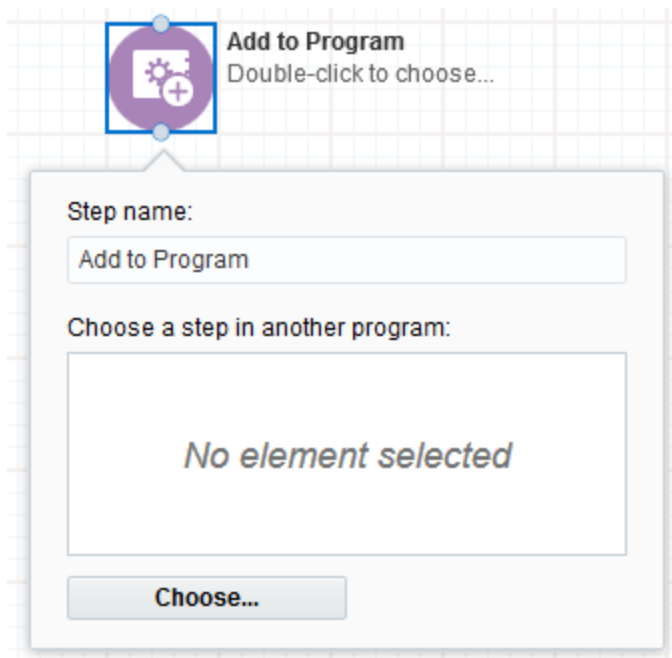 Add to Program
Double-click to choose...
Step name:
Add to Program
Choose a step in another program:
No element selected
Choose...